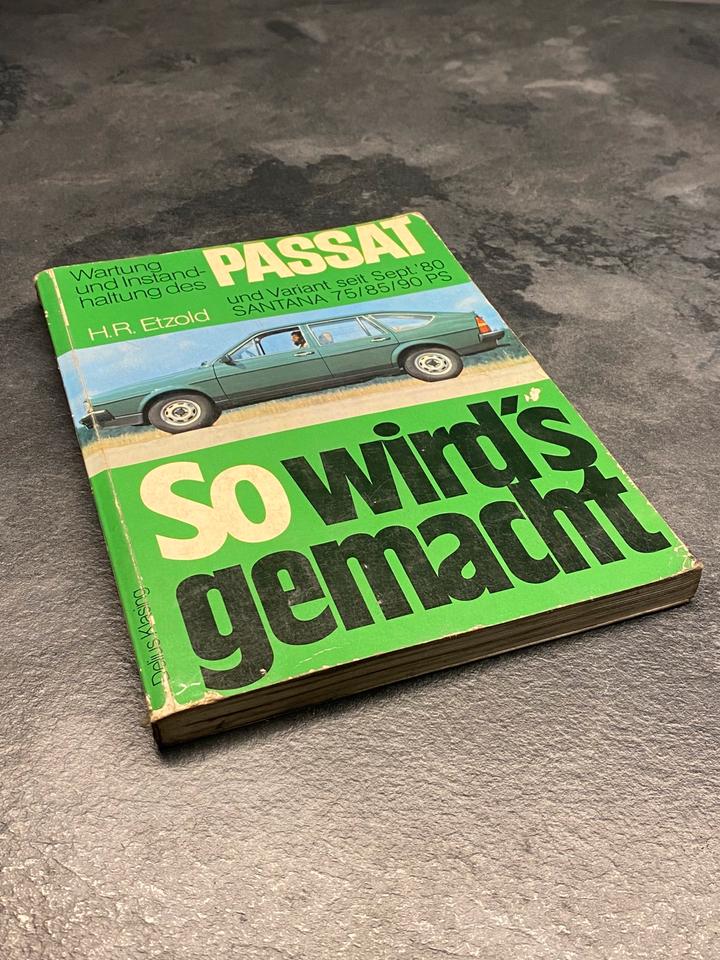 Wartung
und Instand-
haltung des
PASSAT
und Variant seit Sept.'80
SANTANA 75/85/90 PS
H.R. Etzold
So wird's
gemacht
Delius Klasing